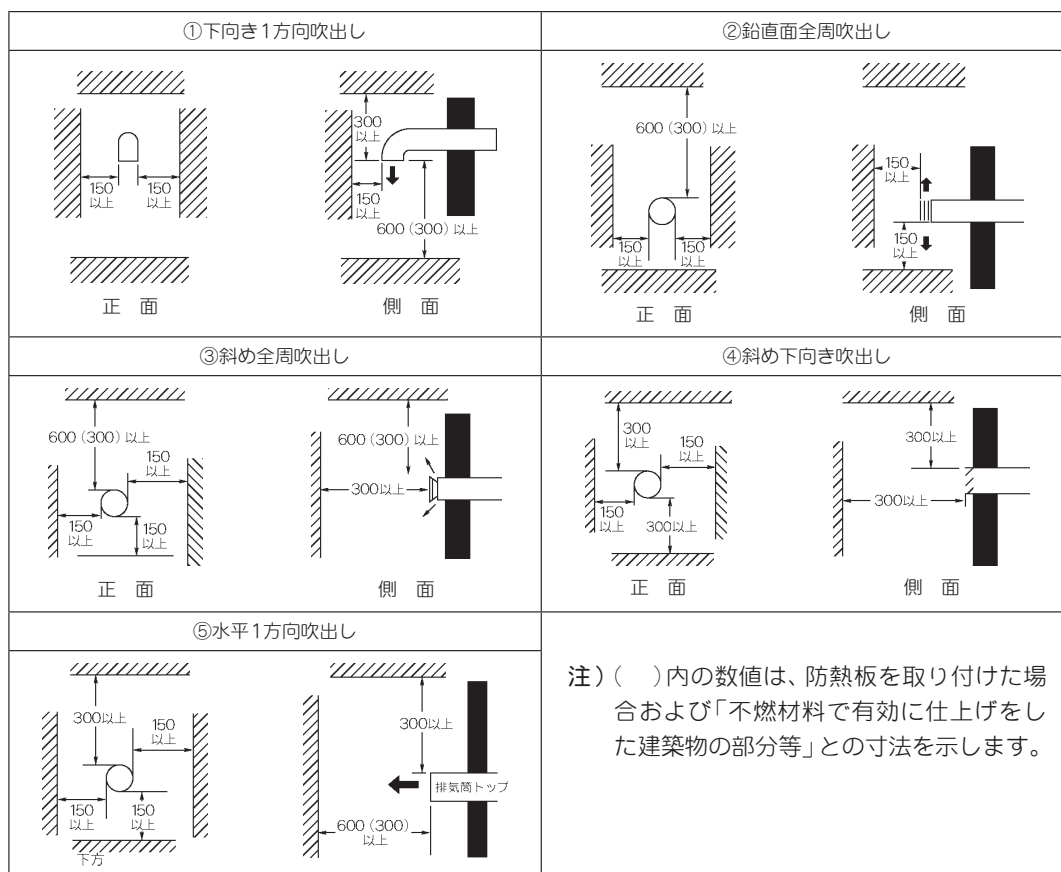 ①下向き1方向吹出し
300
以上
150
以上
150
以上
150
以上
600（300）以上
正 面
側 面
②鉛直面全周吹出し
600（300）以上
150
以上
150
以上
150
以上
150
以上
正 面
側 面
③斜め全周吹出し
600（300）以上
150
以上
150
以上
150
以上
600（300）以上
300以上
正 面
側 面
④斜め下向き吹出し
300
以上
150
以上
150
以上
300以上
300以上
300以上
正 面
側 面
⑤水平1方向吹出し
300以上
150
以上
150
以上
150
以上
下方
300以上
排気筒トップ
600（300）
以上
注）（ ）内の数値は、防熱板を取り付けた場
合および「不燃材料で有効に仕上げをし
た建築物の部分等」との寸法を示します。